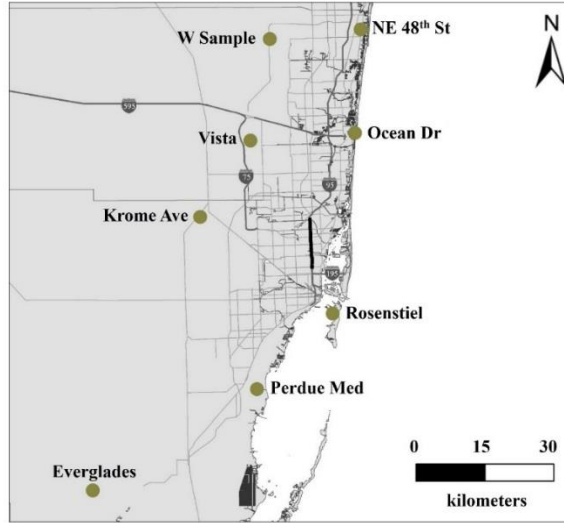 N
NE 48th St
W Sample
595
Ocean Dr
Vista
75
95
Krome Ave
195
Rosenstiel
Perdue Med
0 15 30
kilometers
Everglades